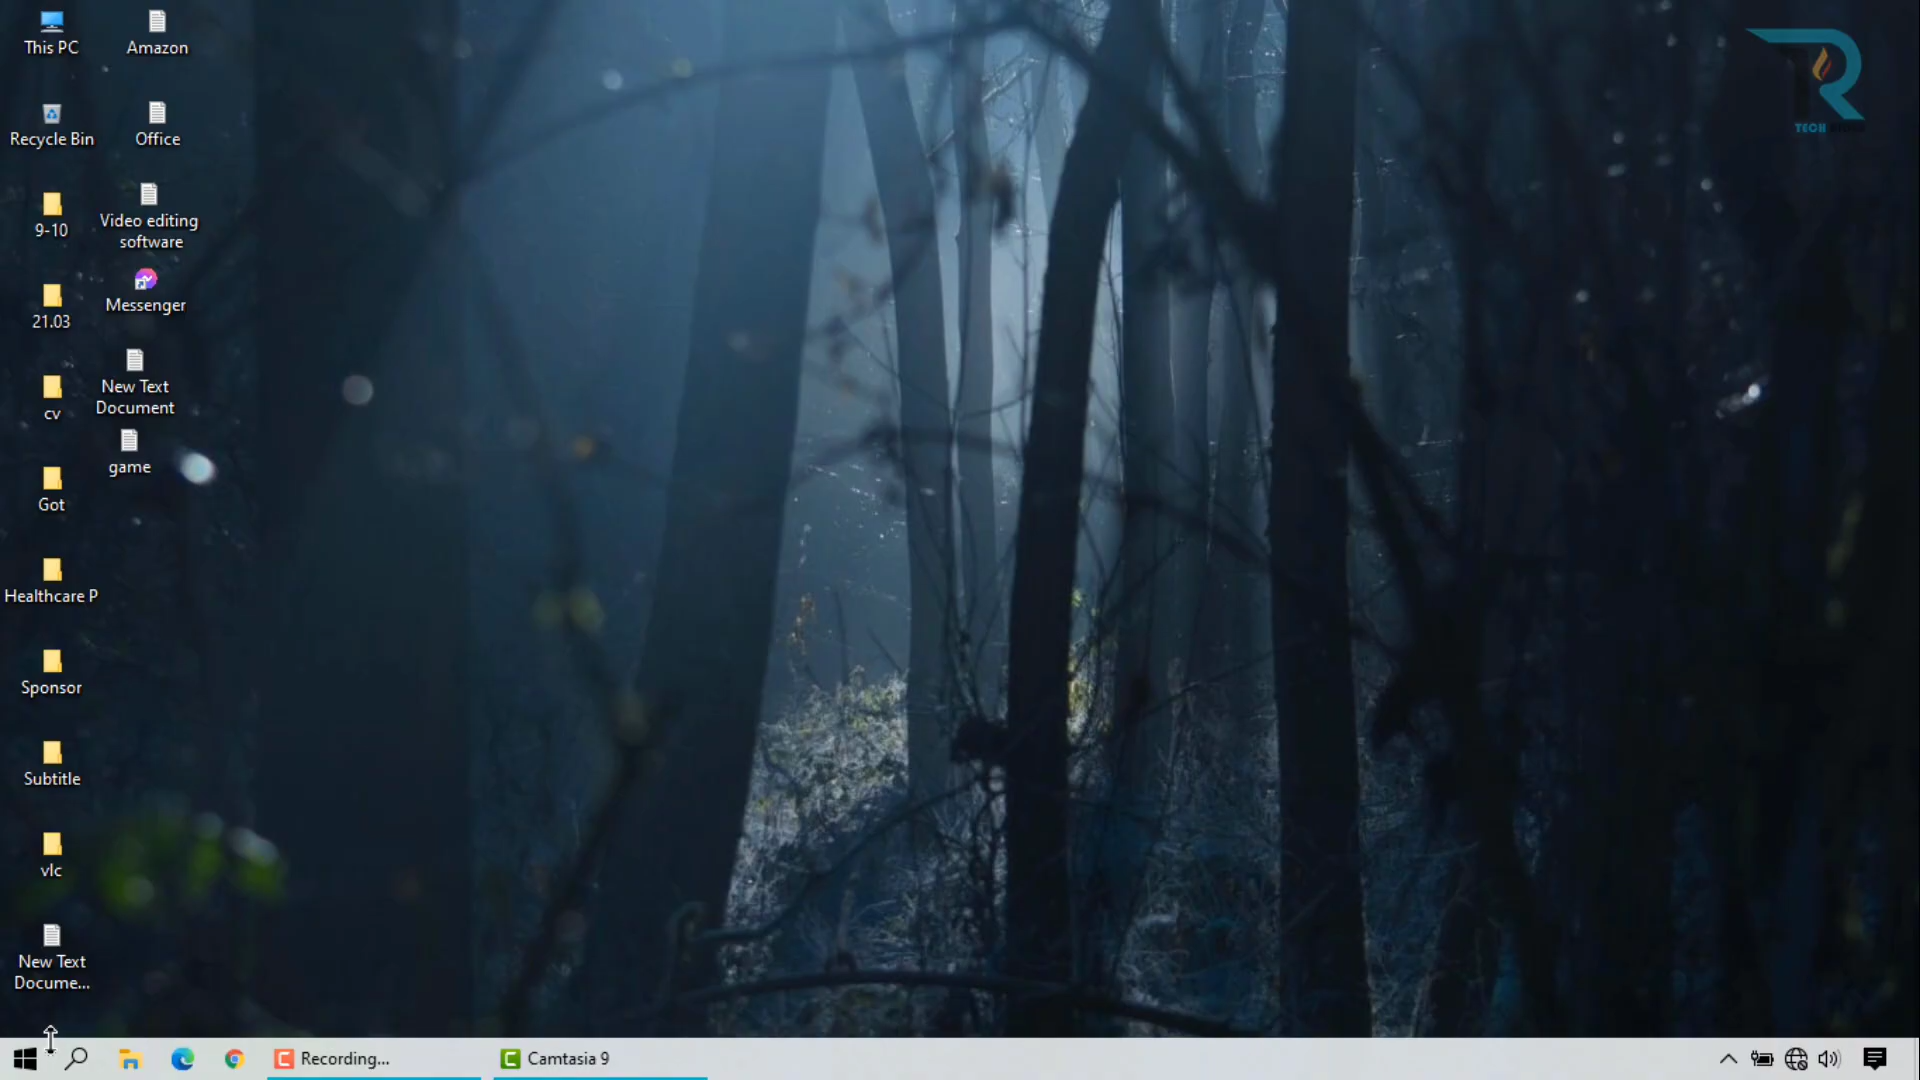 This PC
Amazon
Recycle Bin
Office
9-10
Video editing
software
21.03
Messenger
cv
New Text
Document
Got
game
Healthcare P
Sponsor
Subtitle
vlc
New Text
Docume...
TECH
Recording...
Camtasia 9